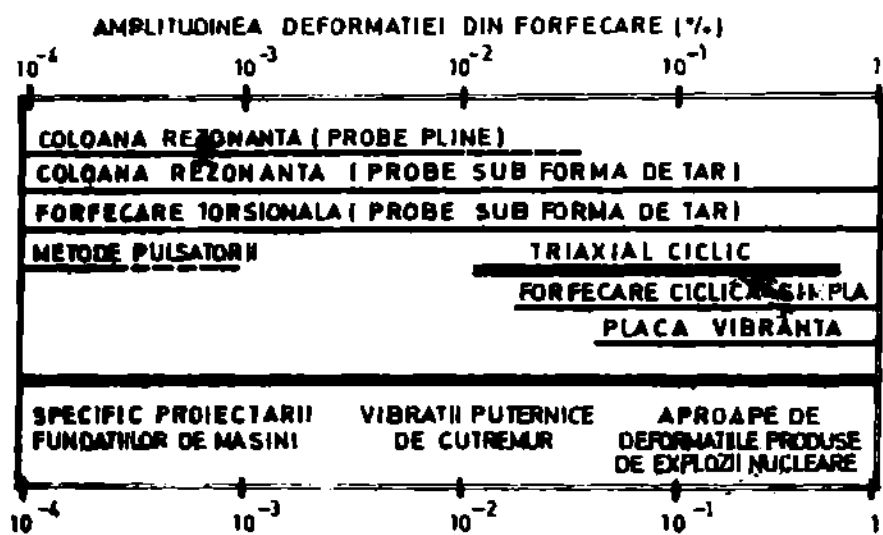 AMPLITUDINEA DEFORMATIEI DIN FORFECARE (%)
10⁻⁴ 10⁻³ 10⁻² 10⁻¹ 1
COLOANA REZONANTA (PROBE PLINE)
COLOANA REZONANTA (PROBE SUB FORMA DE TAR)
FORFECARE TORSIONALA (PROBE SUB FORMA DE TAR)
METODE PULSATORII TRIAXIAL CICLIC
FORFECARE CICLICA SIMPLA
PLACA VIBRANTA
SPECIFIC PROIECTARII VIBRATII PUTERNICE APROAPE DE
FUNDATIILOR DE MASINI DE CUTREMUR DEFORMATIILE PRODUSE
DE EXPLOZII NUCLEARE
10⁻⁴ 10⁻³ 10⁻² 10⁻¹ 1